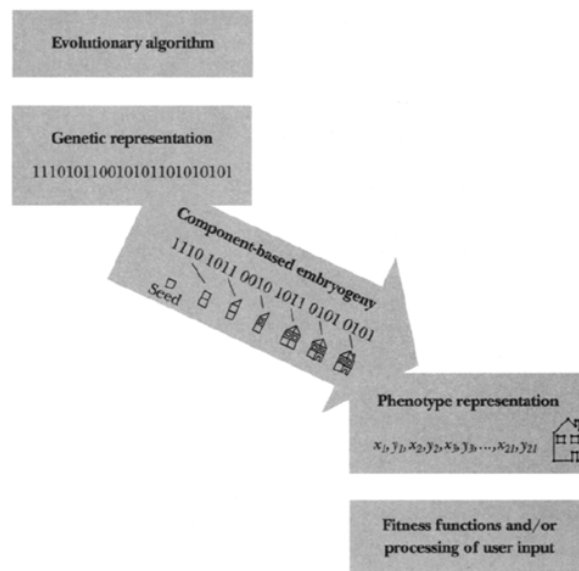 Evolutionary algorithm
Genetic representation
111010110010101101010101
Component-based embryogeny
1110 1011 0010 1011 0101 0101
Seed
Phenotype representation
x₁,y₁,x₂,y₂,x₃,y₃,...,x₂₁,y₂₁
Fitness functions and/or
processing of user input